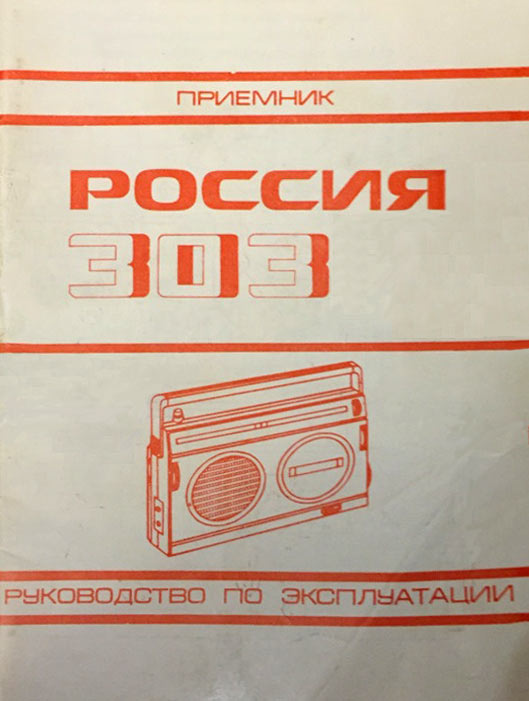 ПРИЕМНИК
РОССИЯ
303
РУКОВОДСТВО ПО ЭКСПЛУАТАЦИИ